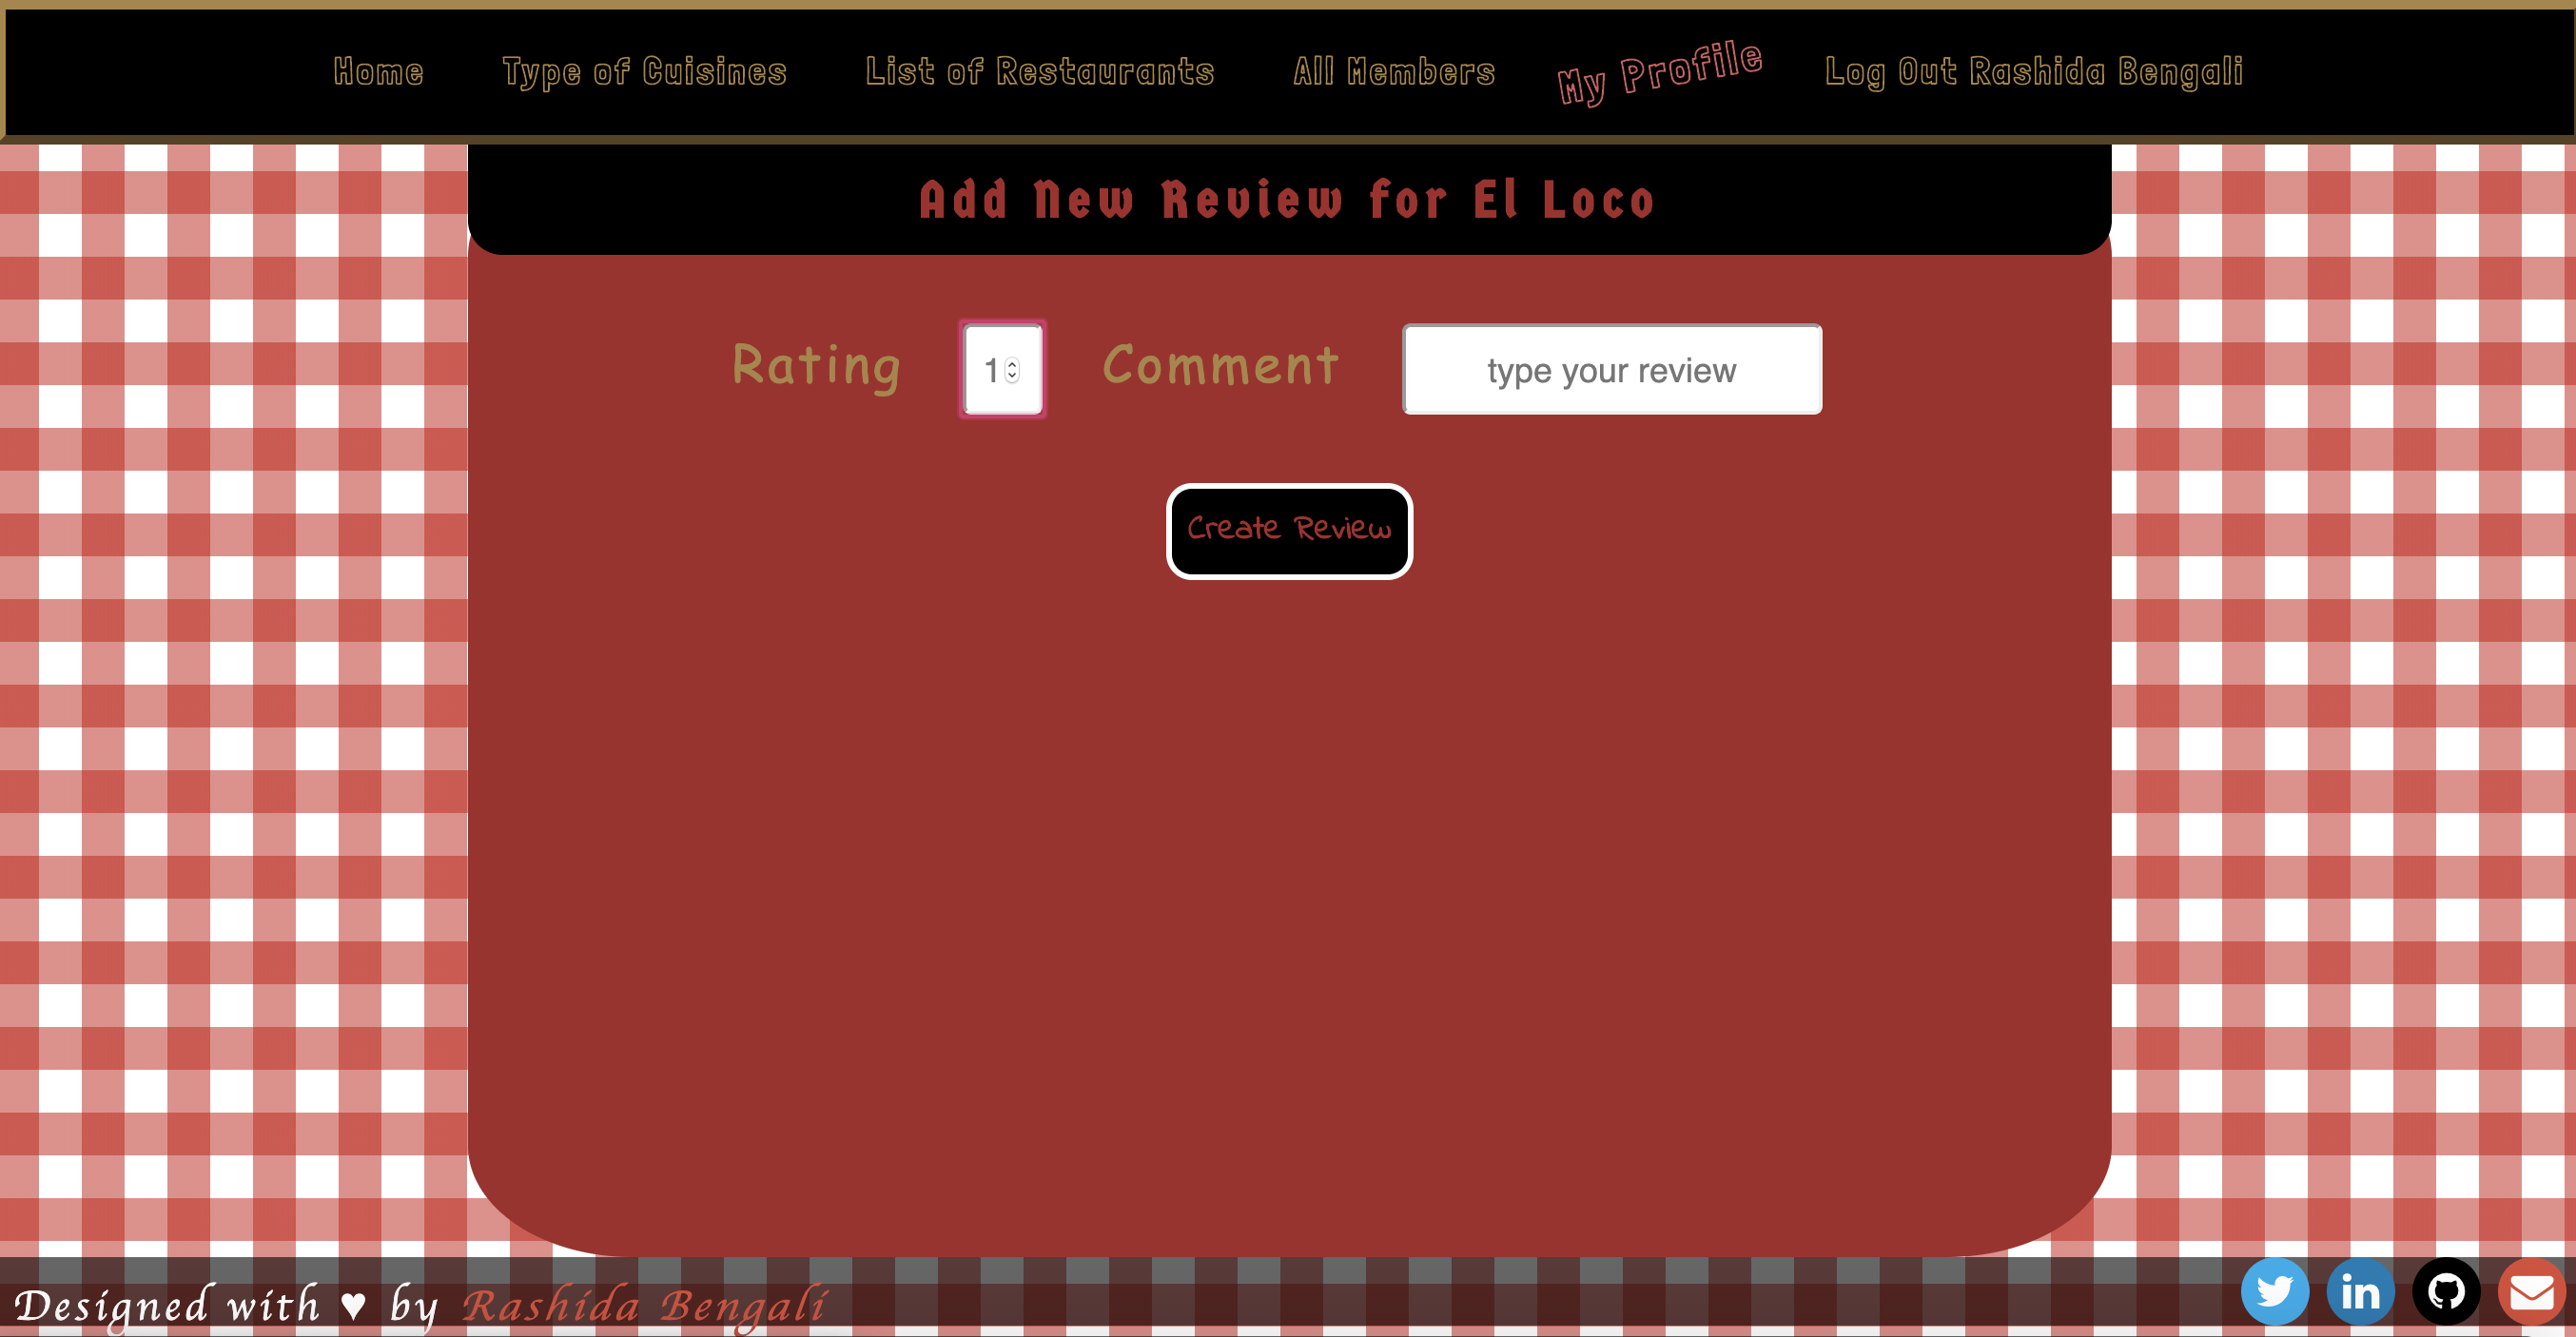 Home Type of Cuisines List of Restaurants All Members My Profile Log Out Rashida Bengali
Add New Review for El Loco
Rating 1 Comment type your review
Create Review
Designed with ♥ by Rashida Bengali
in